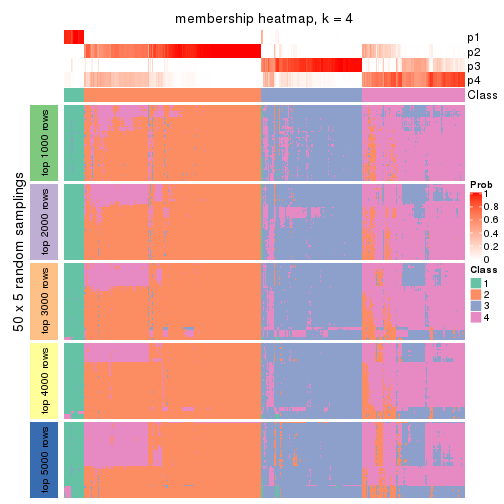 membership heatmap, k = 4
p1
p2
p3
p4
Class
50 x 5 random samplings
top 1000 rows
top 2000 rows
top 3000 rows
top 4000 rows
top 5000 rows
Prob
1
0.8
0.6
0.4
0.2
0
Class
1
2
3
4